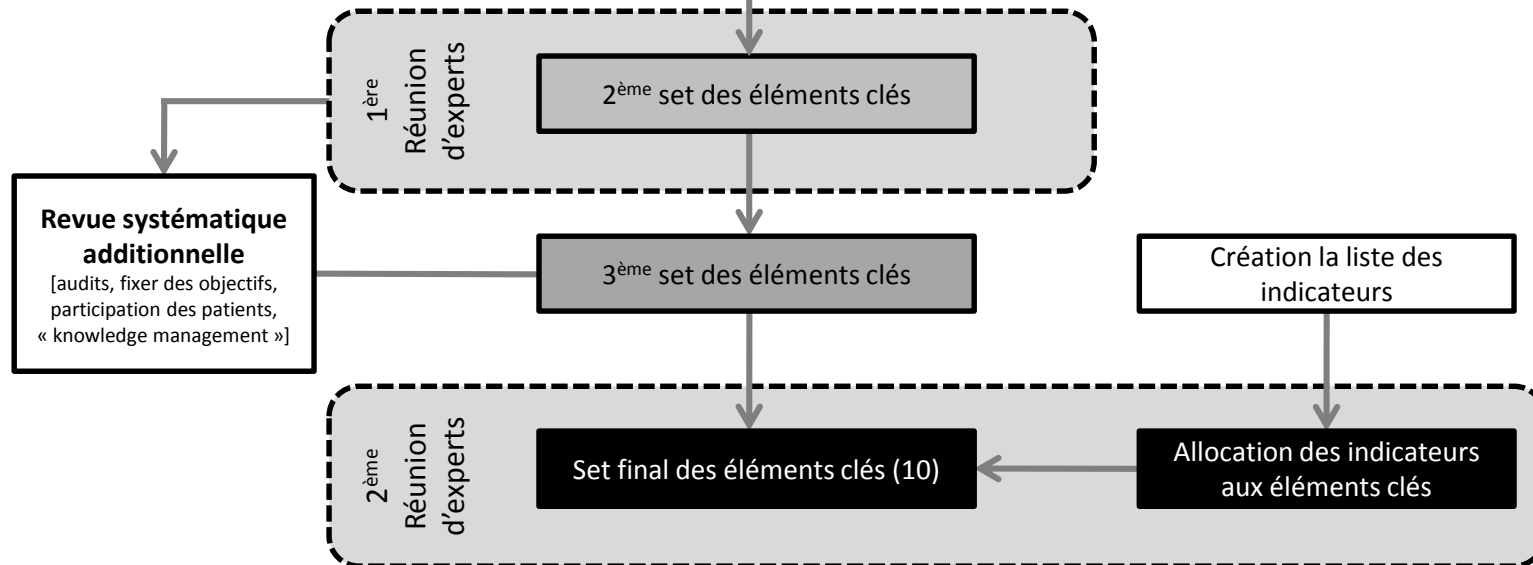 1ère
Réunion
d'experts
2ème set des éléments clés
Revue systématique
additionnelle
[audits, fixer des objectifs,
participation des patients,
« knowledge management »]
3ème set des éléments clés
Création la liste des
indicateurs
2ème
Réunion
d'experts
Set final des éléments clés (10)
Allocation des indicateurs
aux éléments clés